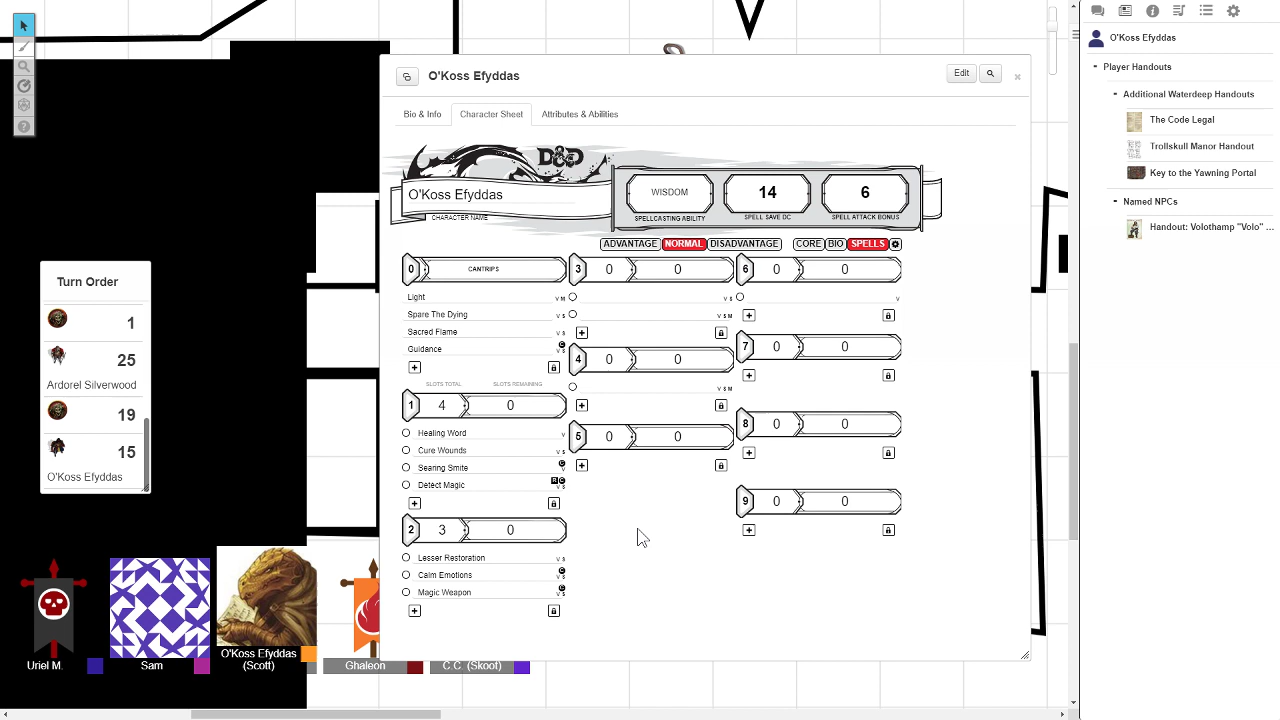 O'Koss Efyddas
Edit
Bio & Info
Character Sheet
Attributes & Abilities
D&D
O'Koss Efyddas
CHARACTER NAME
WISDOM
SPELLCASTING ABILITY
14
SPELL SAVE DC
6
SPELL ATTACK BONUS
ADVANTAGE NORMAL DISADVANTAGE
CORE BIO SPELLS
0 CANTRIPS
Light V M
Spare The Dying V S
Sacred Flame V S
Guidance C V S
SLOTS TOTAL SLOTS REMAINING
1 4 0
Healing Word V
Cure Wounds V S
Searing Smite C V
Detect Magic R C V S
2 3 0
Lesser Restoration V S
Calm Emotions C V S
Magic Weapon C V S
3 0 0
V S
V S M
4 0 0
V S M
5 0 0
6 0 0
V
7 0 0
8 0 0
9 0 0
Turn Order
1
25
Ardorel Silverwood
19
15
O'Koss Efyddas
Uriel M.
Sam
O'Koss Efyddas
(Scott)
Ghaleon
C.C. (Skoot)
O'Koss Efyddas
Player Handouts
Additional Waterdeep Handouts
The Code Legal
Trollskull Manor Handout
Key to the Yawning Portal
Named NPCs
Handout: Volothamp "Volo" ...